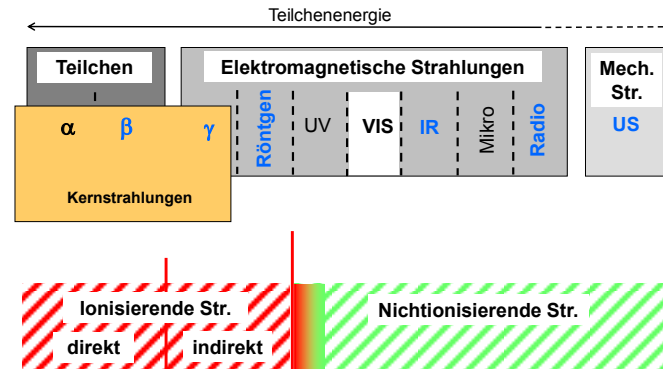 Teilchenenergie
Teilchen
Elektromagnetische Strahlungen
Mech.
Str.
α
β
γ
Röntgen
UV
VIS
IR
Mikro
Radio
US
Kernstrahlungen
Ionisierende Str.
Nichtionisierende Str.
direkt
indirekt